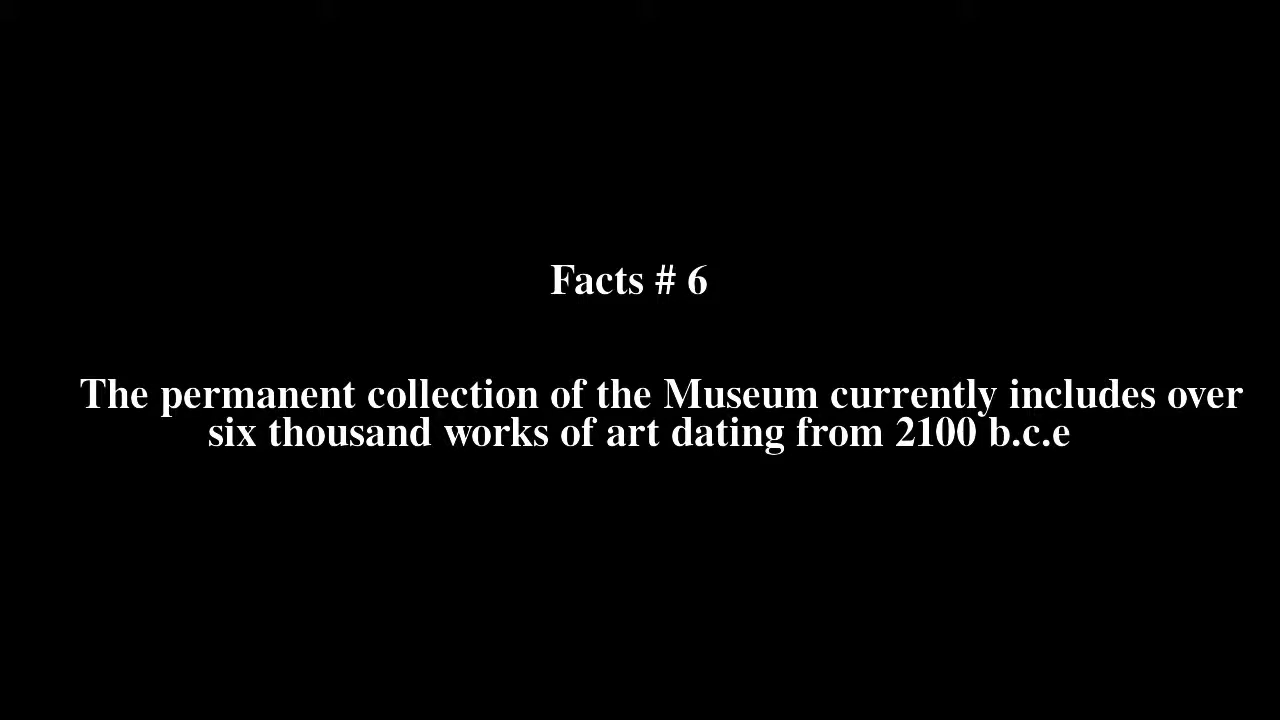 Facts # 6
The permanent collection of the Museum currently includes over
six thousand works of art dating from 2100 b.c.e